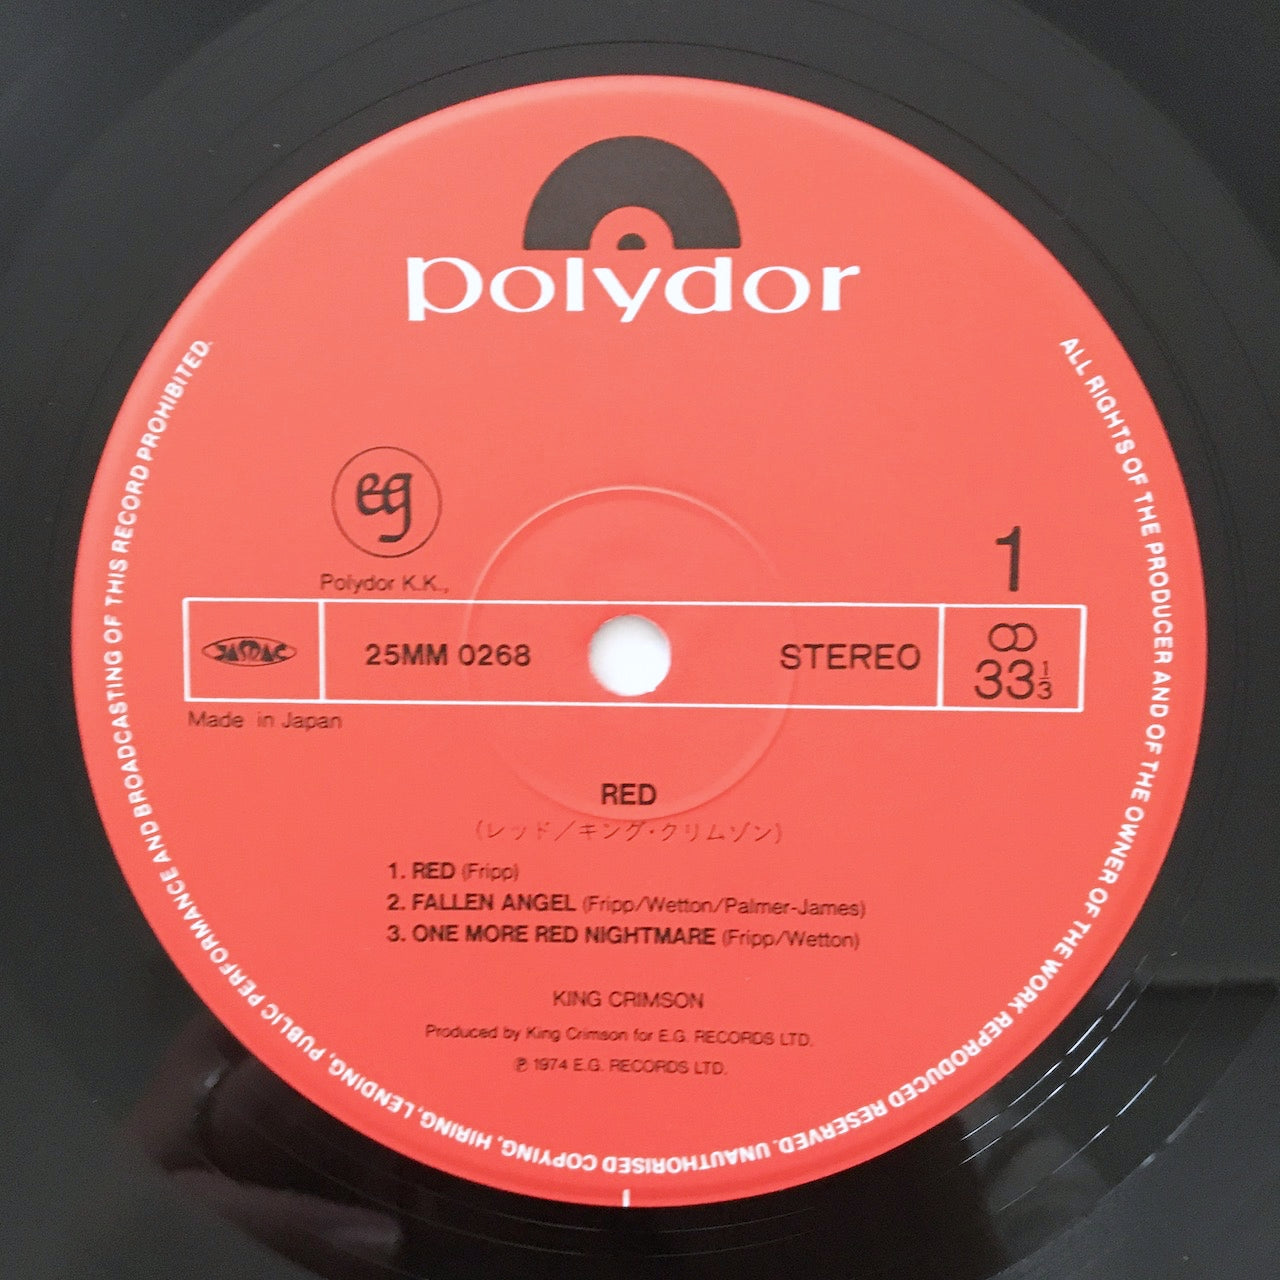 polydor
eg
Polydor K.K.,
1
JASRAC
25MM 0268
STEREO
33 1/3
Made in Japan
RED
(レッド／キング・クリムゾン)
1. RED (Fripp)
2. FALLEN ANGEL (Fripp/Wetton/Palmer-James)
3. ONE MORE RED NIGHTMARE (Fripp/Wetton)
KING CRIMSON
Produced by King Crimson for E.G. RECORDS LTD.
℗ 1974 E.G. RECORDS LTD.
ALL RIGHTS OF THE PRODUCER AND OF THE OWNER OF THE WORK REPRODUCED RESERVED. UNAUTHORISED COPYING, HIRING, LENDING, PUBLIC PERFORMANCE AND BROADCASTING OF THIS RECORD PROHIBITED.